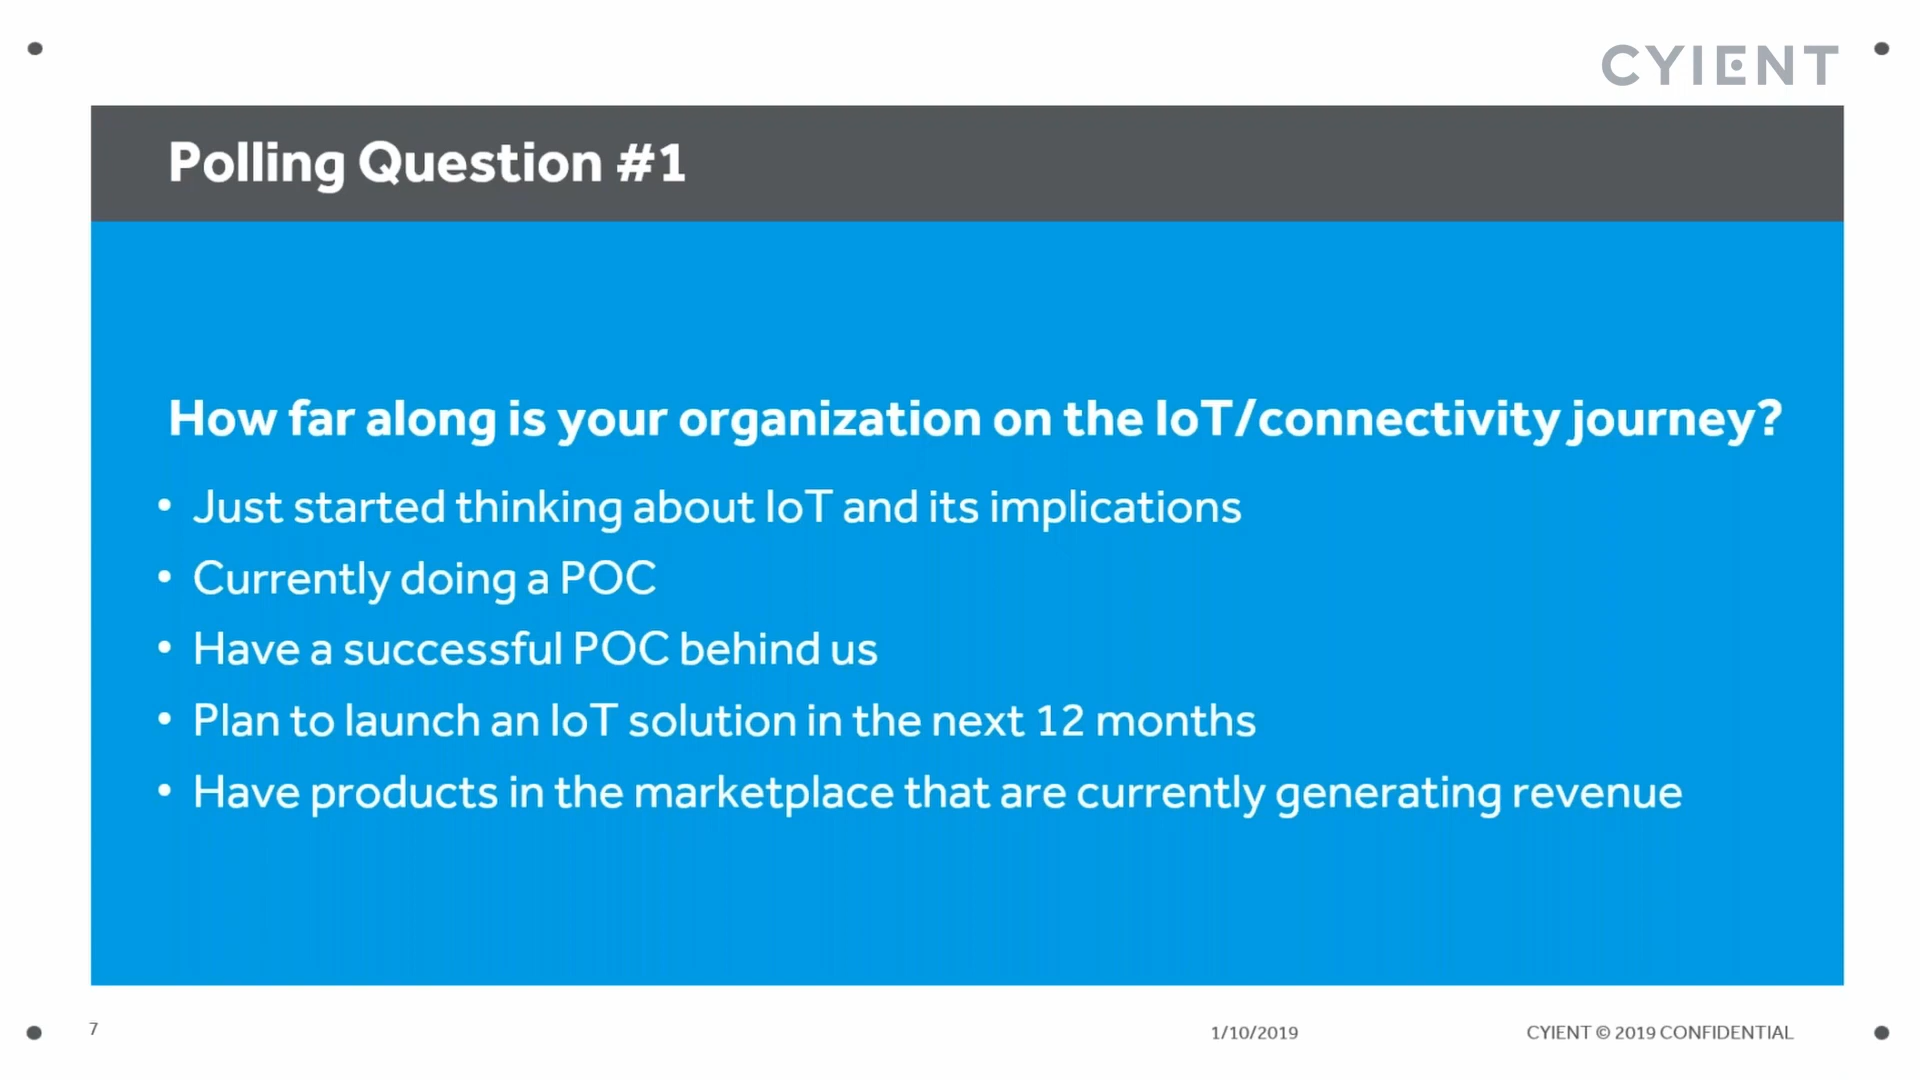 CYIENT
Polling Question #1
How far along is your organization on the IoT/connectivity journey?
• Just started thinking about IoT and its implications
• Currently doing a POC
• Have a successful POC behind us
• Plan to launch an IoT solution in the next 12 months
• Have products in the marketplace that are currently generating revenue
7
1/10/2019
CYIENT © 2019 CONFIDENTIAL